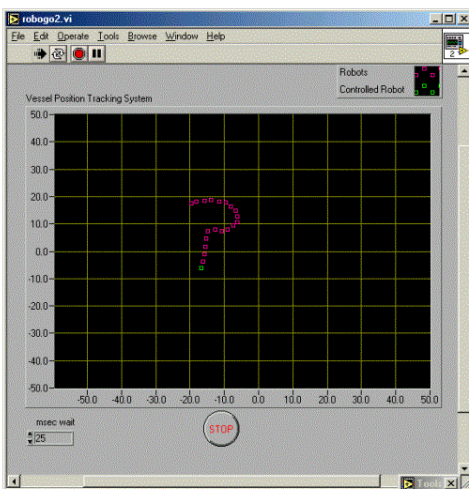 robogo2.vi
File Edit Operate Tools Browse Window Help
2
Robots
Controlled Robot
Vessel Position Tracking System
50.0
40.0
30.0
20.0
10.0
0.0
-10.0
-20.0
-30.0
-40.0
-50.0
-50.0 -40.0 -30.0 -20.0 -10.0 0.0 10.0 20.0 30.0 40.0 50.0
msec wait
25
STOP
Tools